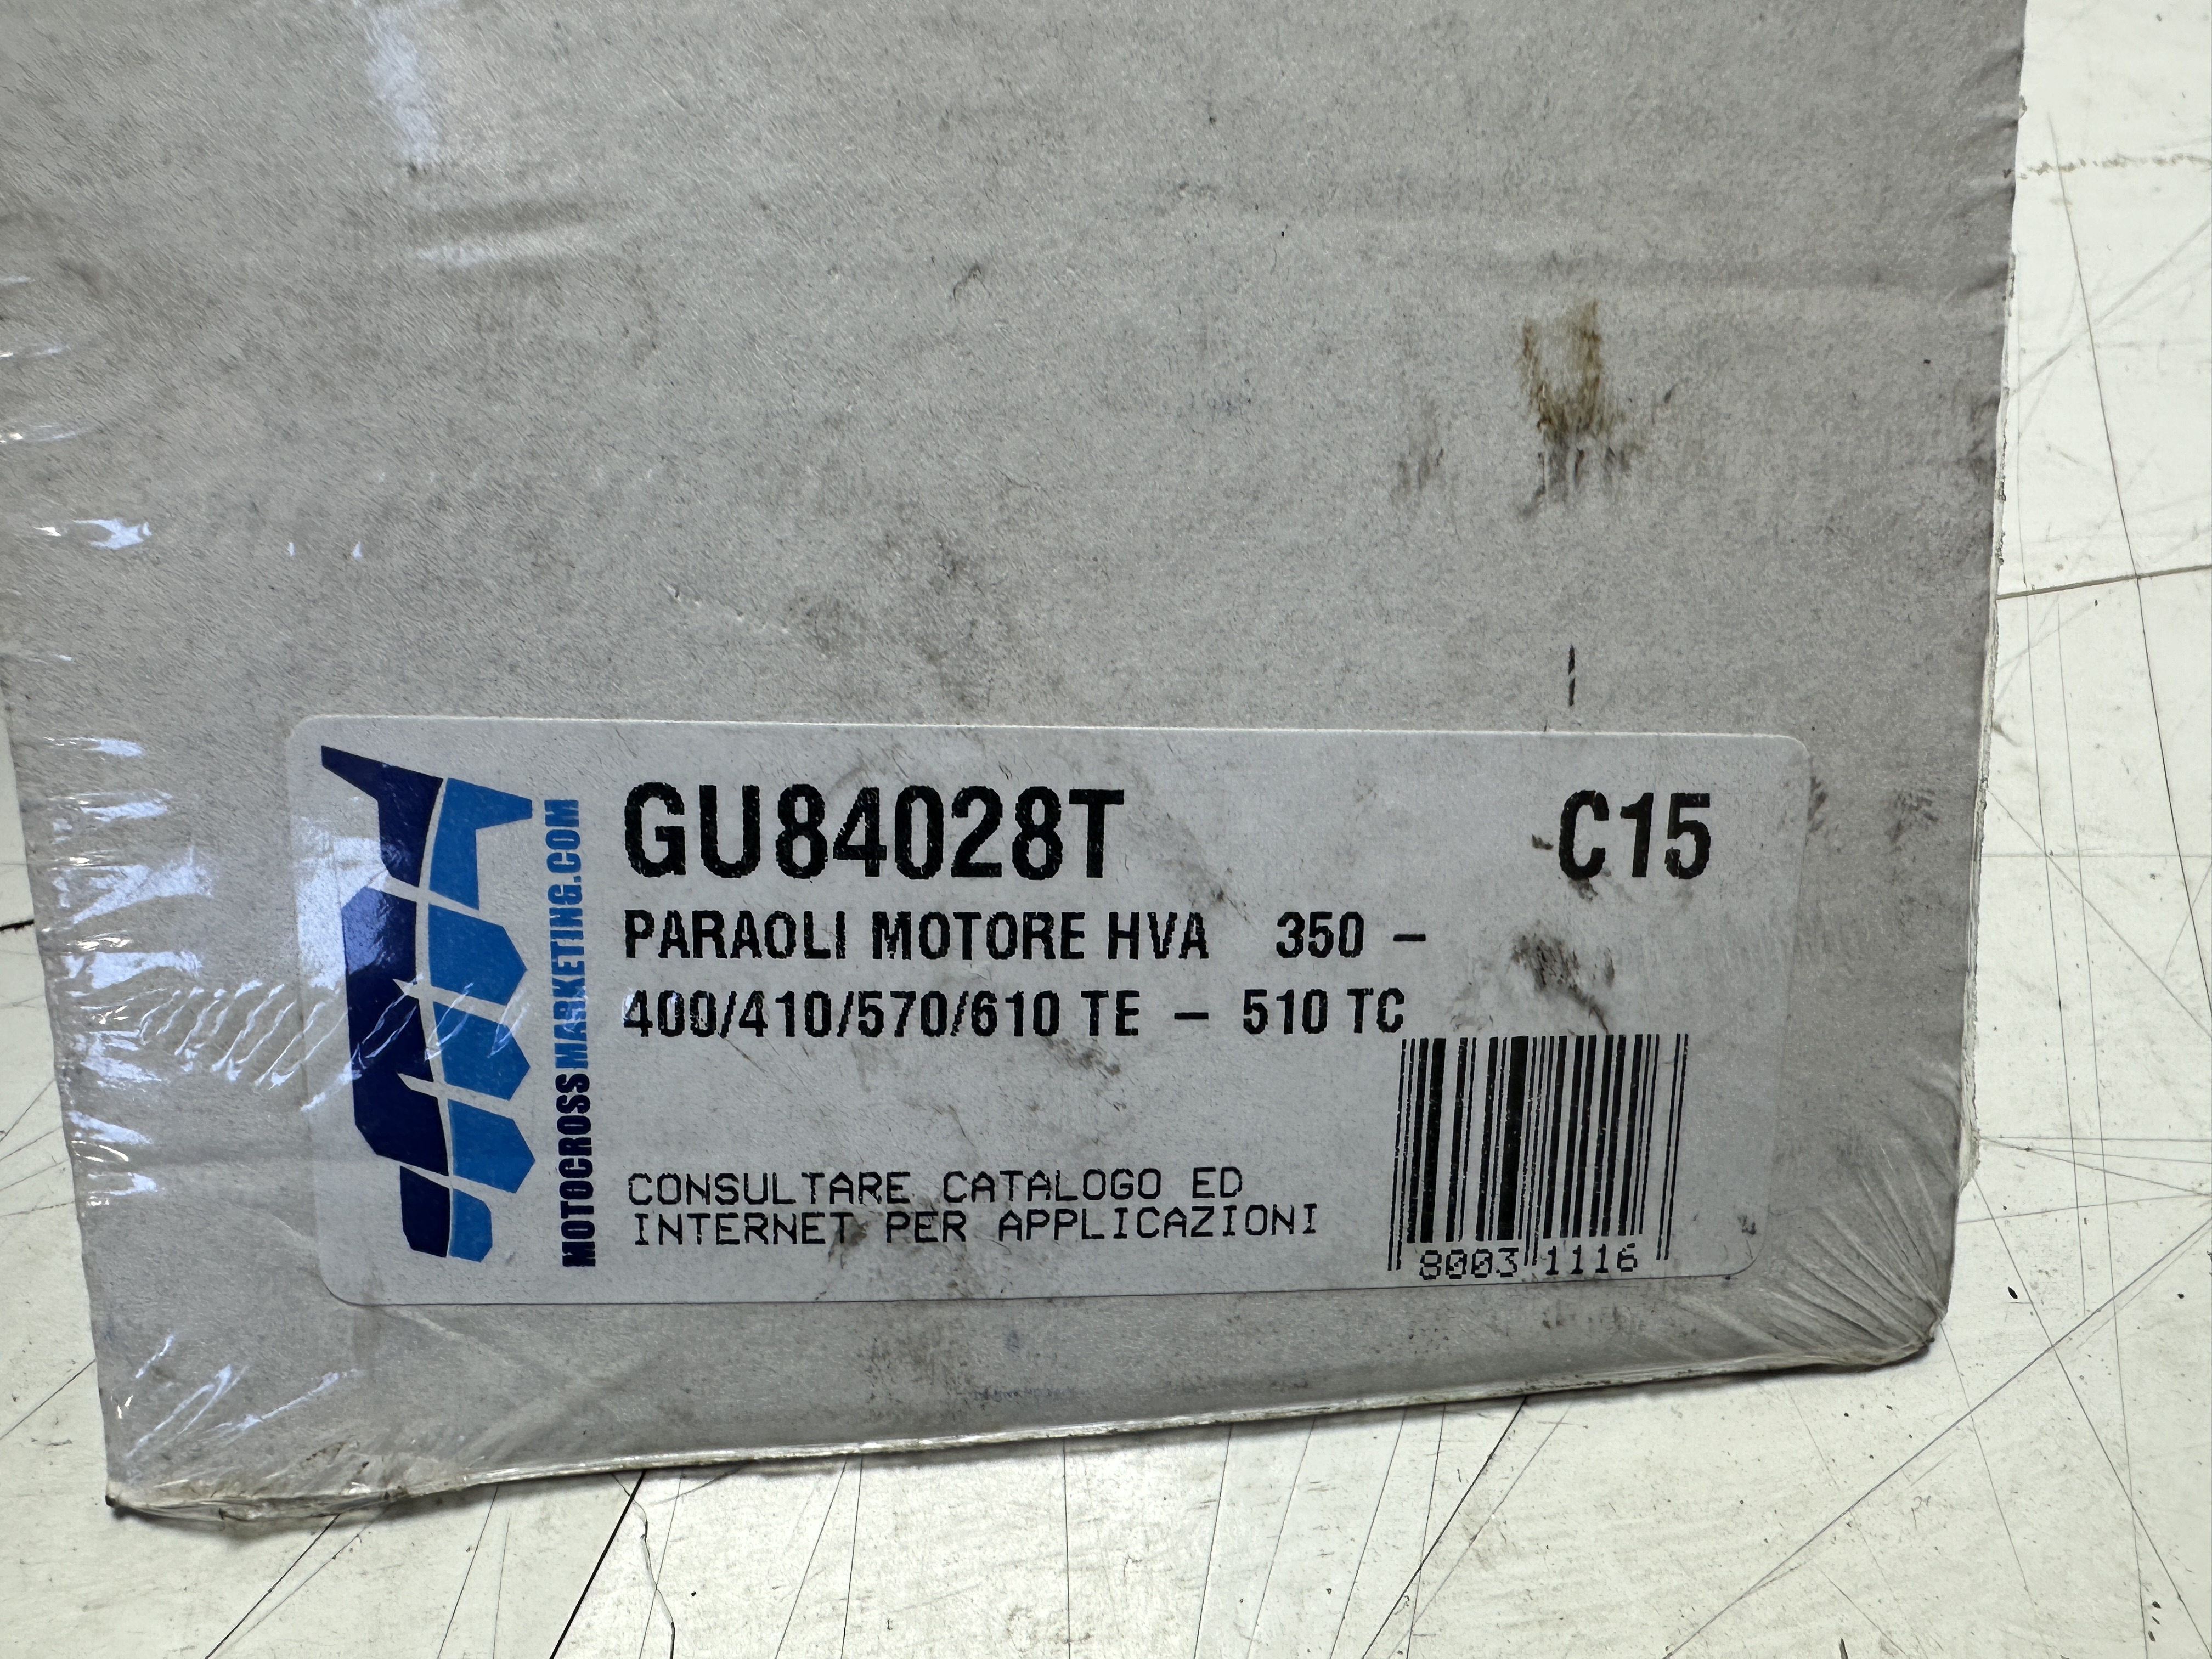 GU84028T C15
PARAOLI MOTORE HVA 350 –
400/410/570/610 TE – 510 TC
CONSULTARE CATALOGO ED
INTERNET PER APPLICAZIONI
8003 1116
MOTOCROSSMARKETING.COM